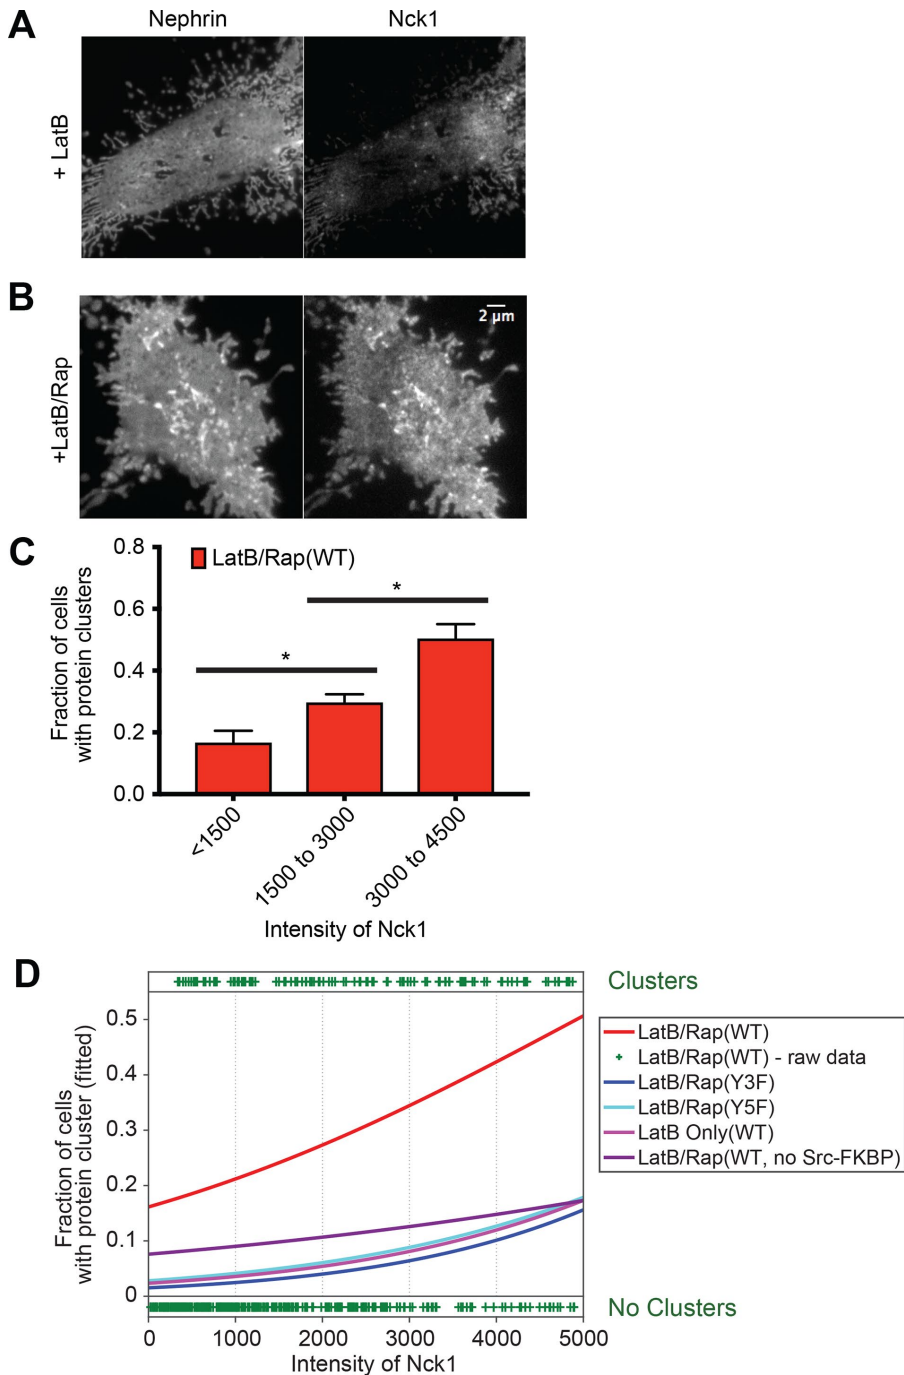 A
Nephrin
Nck1
+ LatB
B
+LatB/Rap
2 µm
C
LatB/Rap(WT)
Fraction of cells
with protein clusters
0.8
0.6
0.4
0.2
0.0
*
*
<1500
1500 to 3000
3000 to 4500
Intensity of Nck1
D
Clusters
Fraction of cells
with protein cluster (fitted)
0.5
0.4
0.3
0.2
0.1
0
LatB/Rap(WT)
LatB/Rap(WT) - raw data
LatB/Rap(Y3F)
LatB/Rap(Y5F)
LatB Only(WT)
LatB/Rap(WT, no Src-FKBP)
No Clusters
0 1000 2000 3000 4000 5000
Intensity of Nck1